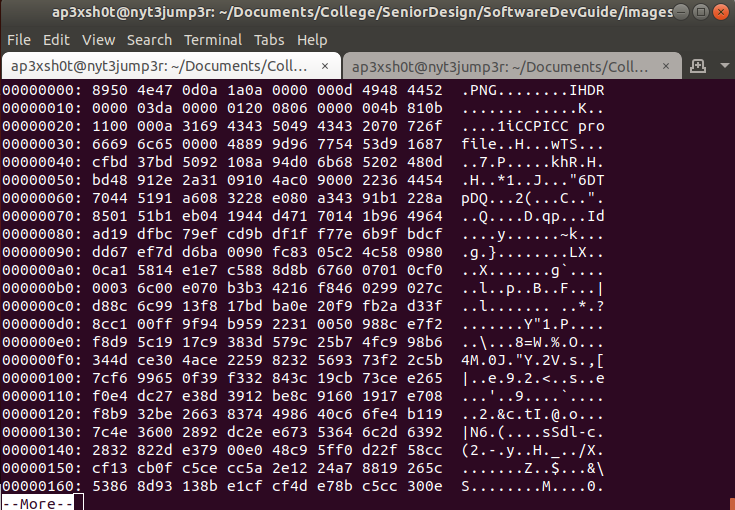 ap3xsh0t@nyt3jump3r: ~/Documents/College/SeniorDesign/SoftwareDevGuide/images
File Edit View Search Terminal Tabs Help
ap3xsh0t@nyt3jump3r: ~/Documents/Coll... × ap3xsh0t@nyt3jump3r: ~/Documents/Coll... ×
00000000: 8950 4e47 0d0a 1a0a 0000 000d 4948 4452 .PNG........IHDR
00000010: 0000 03da 0000 0120 0806 0000 004b 810b ....... .....K..
00000020: 1100 000a 3169 4343 5049 4343 2070 726f ....1iCCPICC pro
00000030: 6669 6c65 0000 4889 9d96 7754 53d9 1687 file..H...wTS...
00000040: cfbd 37bd 5092 108a 94d0 6b68 5202 480d ..7.P.....khR.H.
00000050: bd48 912e 2a31 0910 4ac0 9000 2236 4454 .H..*1..J..."6DT
00000060: 7044 5191 a608 3228 e080 a343 91b1 228a pDQ...2(...C..".
00000070: 8501 51b1 eb04 1944 d471 7014 1b96 4964 ..Q....D.qp...Id
00000080: ad19 dfbc 79ef cd9b df1f f77e 6b9f bdcf ....y......~k...
00000090: dd67 ef7d d6ba 0090 fc83 05c2 4c58 0980 .g.}........LX..
000000a0: 0ca1 5814 e1e7 c588 8d8b 6760 0701 0cf0 ..X.......g`....
000000b0: 0003 6c00 e070 b3b3 4216 f846 0299 027c ..l..p..B..F...|
000000c0: d88c 6c99 13f8 17bd ba0e 20f9 fb2a d33f ..l....... ..*.?
000000d0: 8cc1 00ff 9f94 b959 2231 0050 988c e7f2 .......Y"1.P....
000000e0: f8d9 5c19 17c9 383d 579c 25b7 4fc9 98b6 ..\...8=W.%.O...
000000f0: 344d ce30 4ace 2259 8232 5693 73f2 2c5b 4M.0J."Y.2V.s.,[
00000100: 7cf6 9965 0f39 f332 843c 19cb 73ce e265 |..e.9.2.<..s..e
00000110: f0e4 dc27 e38d 3912 be8c 9160 1917 e708 ...'..9....`....
00000120: f8b9 32be 2663 8374 4986 40c6 6fe4 b119 ..2.&c.tI.@.o...
00000130: 7c4e 3600 2892 dc2e e673 5364 6c2d 6392 |N6.(....sSdl-c.
00000140: 2832 822d e379 00e0 48c9 5ff0 d22f 58cc (2.-.y..H._../X.
00000150: cf13 cb0f c5ce cc5a 2e12 24a7 8819 265c .......Z..$...&\
00000160: 5386 8d93 138b e1cf cf4d e78b c5cc 300e S........M....0.
--More--